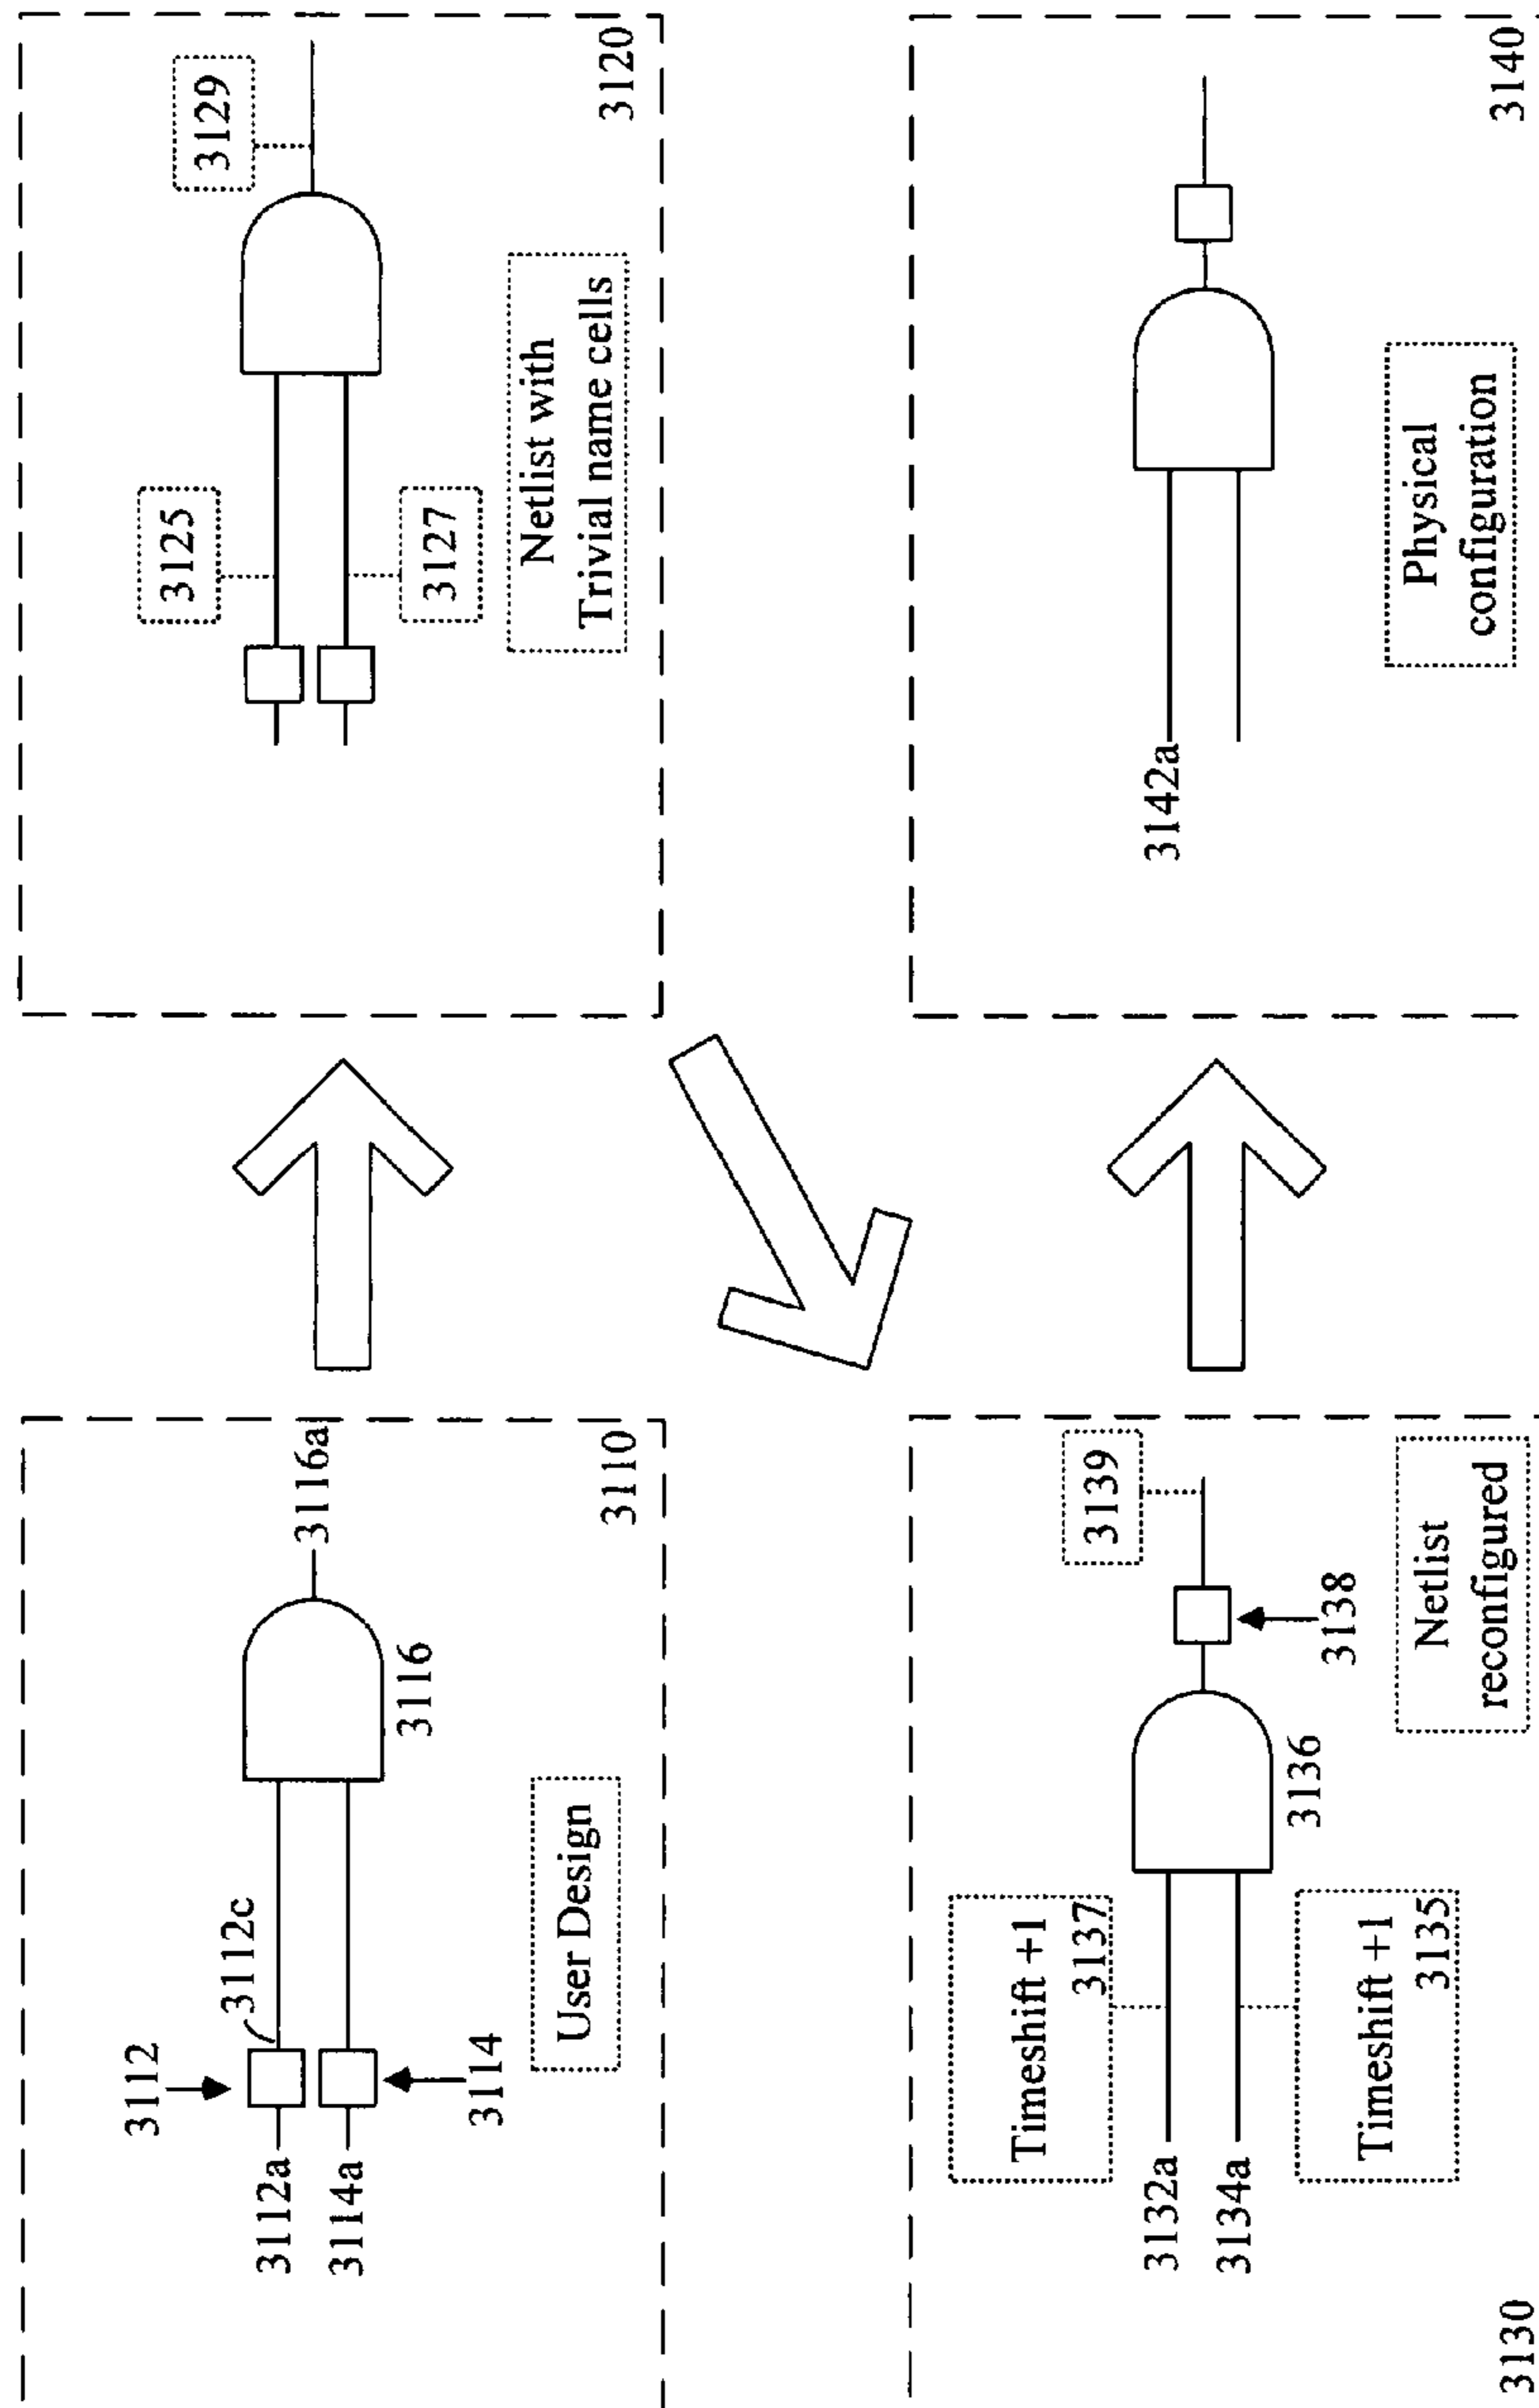 3112
3112c
3112a
3114a
3114
3116
3116a
User Design
3110
3125
3127
3129
Netlist with
Trivial name cells
3120
Timeshift +1
3137
3132a
3134a
Timeshift +1
3135
3136
3138
3139
Netlist
reconfigured
3130
3142a
Physical
configuration
3140